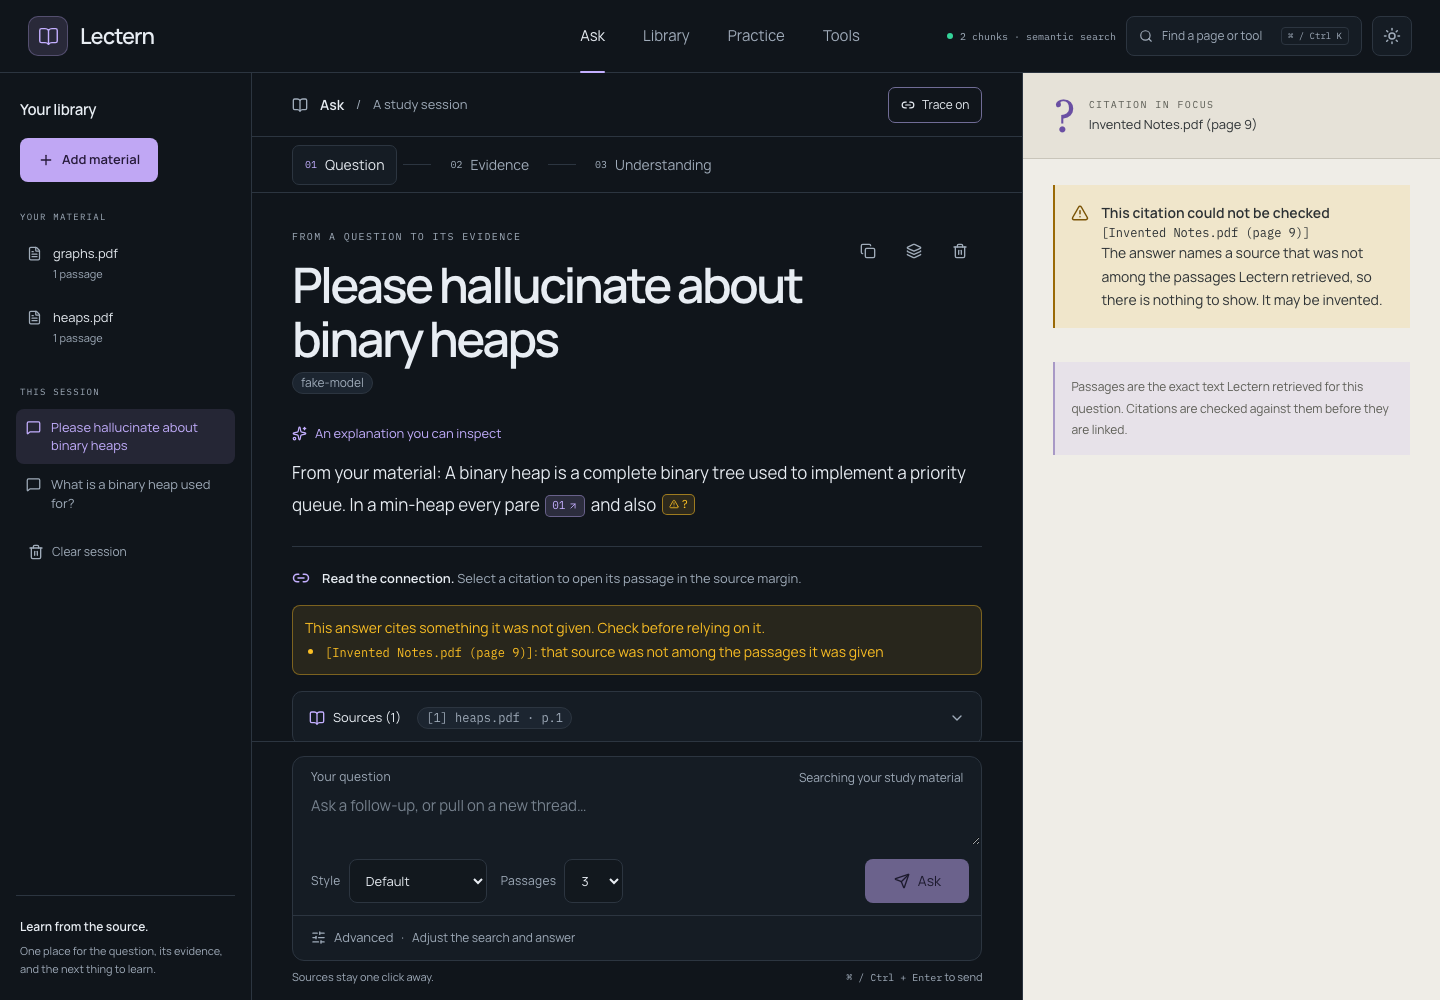 Lectern
Ask
Library
Practice
Tools
2 chunks · semantic search
Find a page or tool
⌘ / Ctrl K
Your library
Add material
YOUR MATERIAL
graphs.pdf
1 passage
heaps.pdf
1 passage
THIS SESSION
Please hallucinate about
binary heaps
What is a binary heap used
for?
Clear session
Learn from the source.
One place for the question, its evidence,
and the next thing to learn.
Ask / A study session
Trace on
01 Question
02 Evidence
03 Understanding
FROM A QUESTION TO ITS EVIDENCE
Please hallucinate about
binary heaps
fake-model
An explanation you can inspect
From your material: A binary heap is a complete binary tree used to implement a priority
queue. In a min-heap every pare 01 and also ?
Read the connection. Select a citation to open its passage in the source margin.
This answer cites something it was not given. Check before relying on it.
[Invented Notes.pdf (page 9)]: that source was not among the passages it was given
Sources (1) [1] heaps.pdf · p.1
Your question
Searching your study material
Ask a follow-up, or pull on a new thread…
Style Default Passages 3
Ask
Advanced · Adjust the search and answer
Sources stay one click away.
⌘ / Ctrl + Enter to send
?
CITATION IN FOCUS
Invented Notes.pdf (page 9)
This citation could not be checked
[Invented Notes.pdf (page 9)]
The answer names a source that was not
among the passages Lectern retrieved, so
there is nothing to show. It may be invented.
Passages are the exact text Lectern retrieved for this
question. Citations are checked against them before they
are linked.